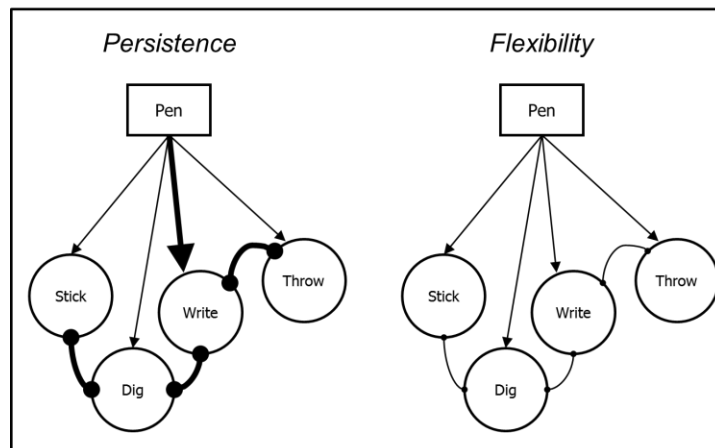 Persistence
Pen
Stick
Dig
Write
Throw
Flexibility
Pen
Stick
Dig
Write
Throw